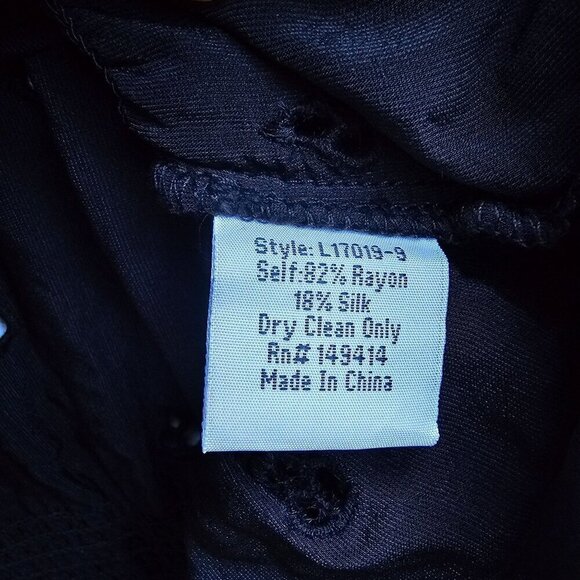 Style: L17019-9
Self:82% Rayon
18% Silk
Dry Clean Only
Rn# 149414
Made In China